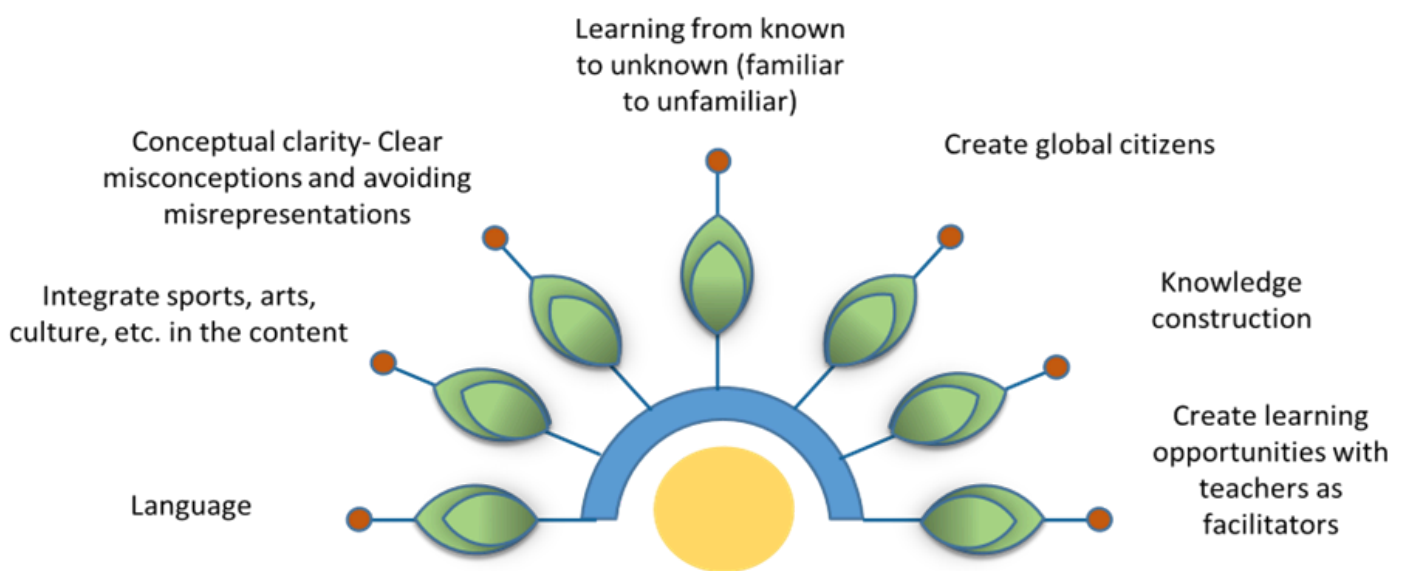 Learning from known
to unknown (familiar
to unfamiliar)
Conceptual clarity- Clear
misconceptions and avoiding
misrepresentations
Create global citizens
Integrate sports, arts,
culture, etc. in the content
Knowledge
construction
Language
Create learning
opportunities with
teachers as
facilitators